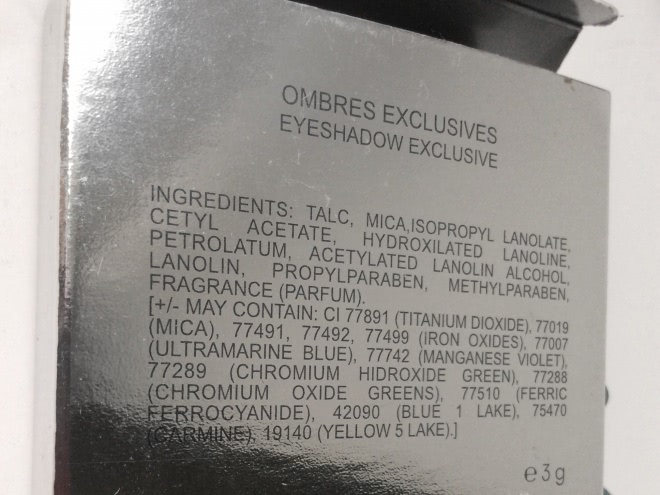 OMBRES EXCLUSIVES
EYESHADOW EXCLUSIVE
INGREDIENTS: TALC, MICA,ISOPROPYL LANOLATE,
CETYL ACETATE, HYDROXILATED LANOLINE,
PETROLATUM, ACETYLATED LANOLIN ALCOHOL,
LANOLIN, PROPYLPARABEN, METHYLPARABEN,
FRAGRANCE (PARFUM).
[+/- MAY CONTAIN: CI 77891 (TITANIUM DIOXIDE), 77019
(MICA), 77491, 77492, 77499 (IRON OXIDES), 77007
(ULTRAMARINE BLUE), 77742 (MANGANESE VIOLET),
77289 (CHROMIUM HIDROXIDE GREEN), 77288
(CHROMIUM OXIDE GREENS), 77510 (FERRIC
FERROCYANIDE), 42090 (BLUE 1 LAKE), 75470
(CARMINE), 19140 (YELLOW 5 LAKE).]
e3g